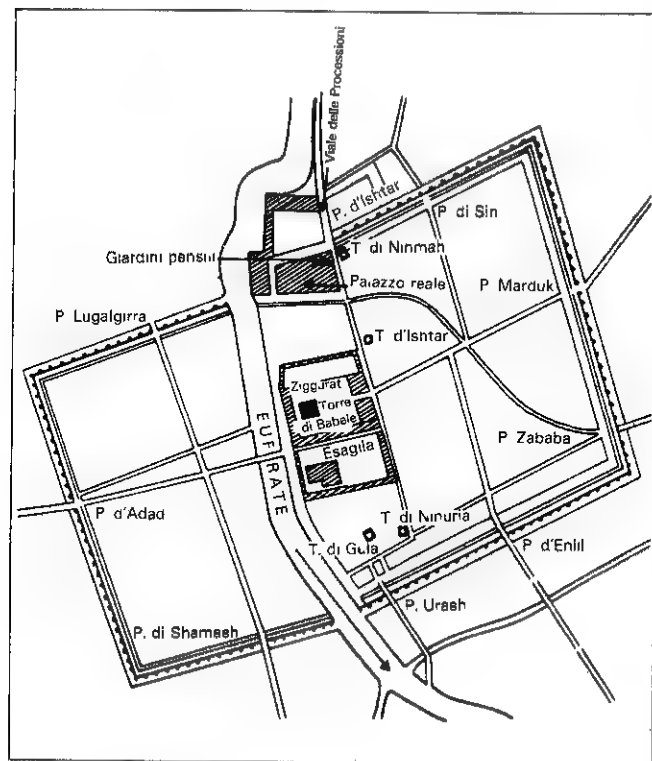 Viale delle Processioni
P. d'Ishtar
P. di Sin
T. di Ninmah
Giardini pensili
Palazzo reale
P. Marduk
P. Lugalgirra
T. d'Ishtar
Ziggurat
Torre
di Babele
EUFRATE
Esagila
P. Zababa
P. d'Adad
T. di Ninurta
T. di Gula
P. d'Enlil
P. Urash
P. di Shamash